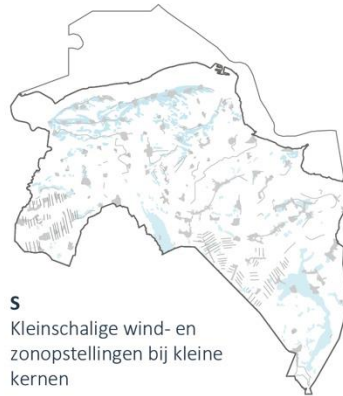 S
Kleinschalige wind- en
zonopstellingen bij kleine
kernen